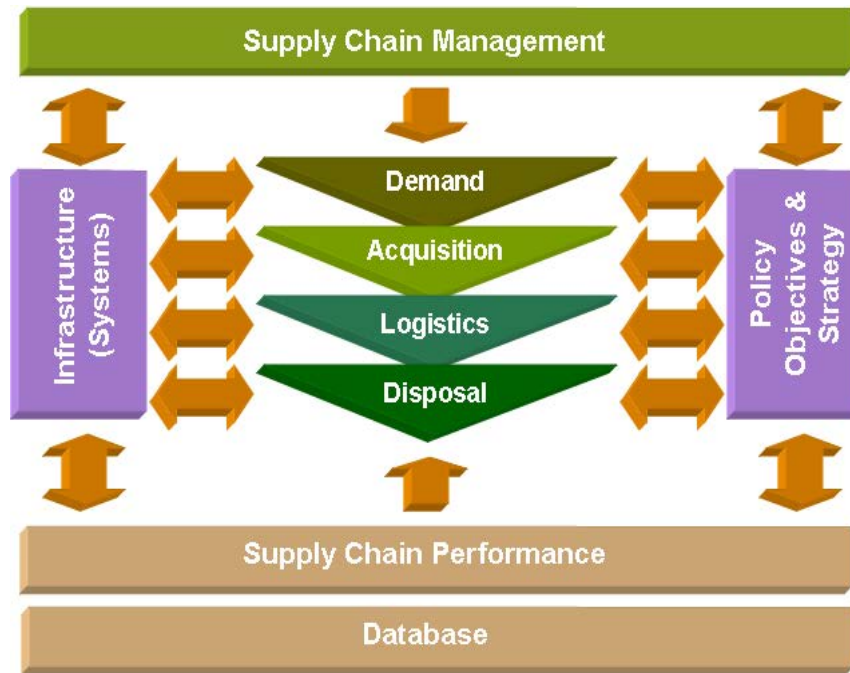 Supply Chain Management
Infrastructure
(Systems)
Demand
Acquisition
Logistics
Disposal
Policy
Objectives &
Strategy
Supply Chain Performance
Database